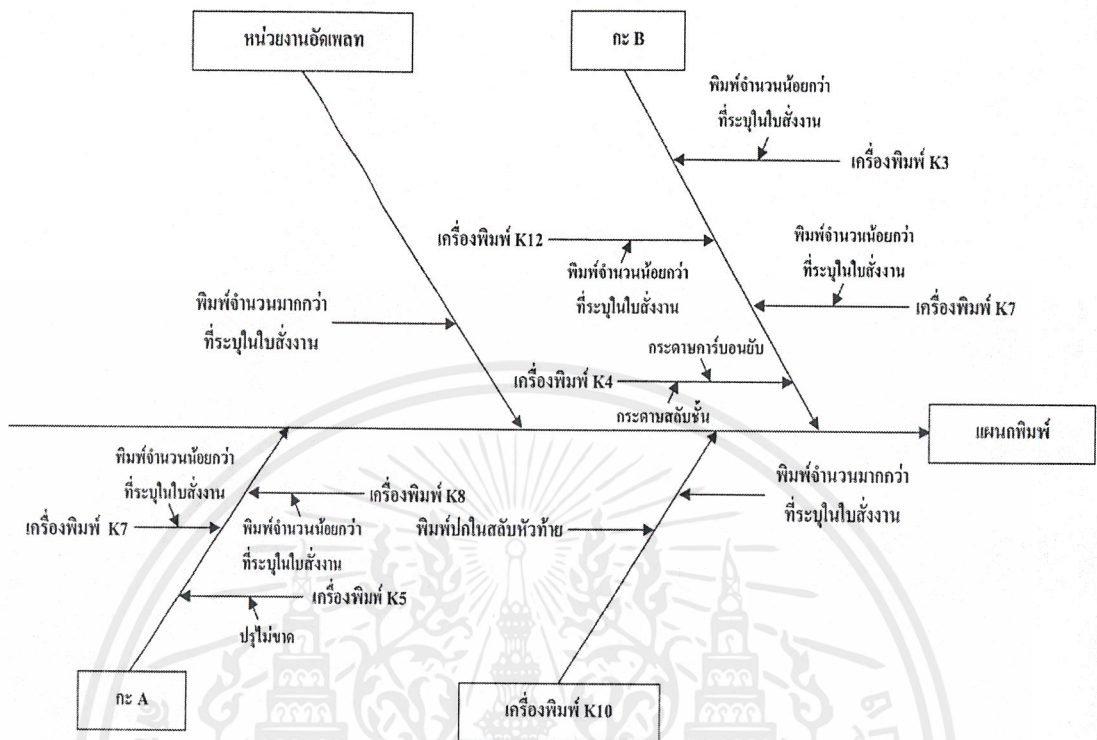 หน่วยงานอัดเพลท
กะ B
พิมพ์จำนวนน้อยกว่า
ที่ระบุในใบสั่งงาน
เครื่องพิมพ์ K3
เครื่องพิมพ์ K12
พิมพ์จำนวนน้อยกว่า
ที่ระบุในใบสั่งงาน
พิมพ์จำนวนน้อยกว่า
ที่ระบุในใบสั่งงาน
เครื่องพิมพ์ K7
พิมพ์จำนวนมากกว่า
ที่ระบุในใบสั่งงาน
กระดาษคาร์บอนยับ
เครื่องพิมพ์ K4
กระดาษสลับชั้น
แผนกพิมพ์
พิมพ์จำนวนน้อยกว่า
ที่ระบุในใบสั่งงาน
เครื่องพิมพ์ K7
เครื่องพิมพ์ K8
พิมพ์จำนวนน้อยกว่า
ที่ระบุในใบสั่งงาน
เครื่องพิมพ์ K5
ปรุไม่ขาด
พิมพ์ปกในสลับหัวท้าย
พิมพ์จำนวนมากกว่า
ที่ระบุในใบสั่งงาน
กะ A
เครื่องพิมพ์ K10